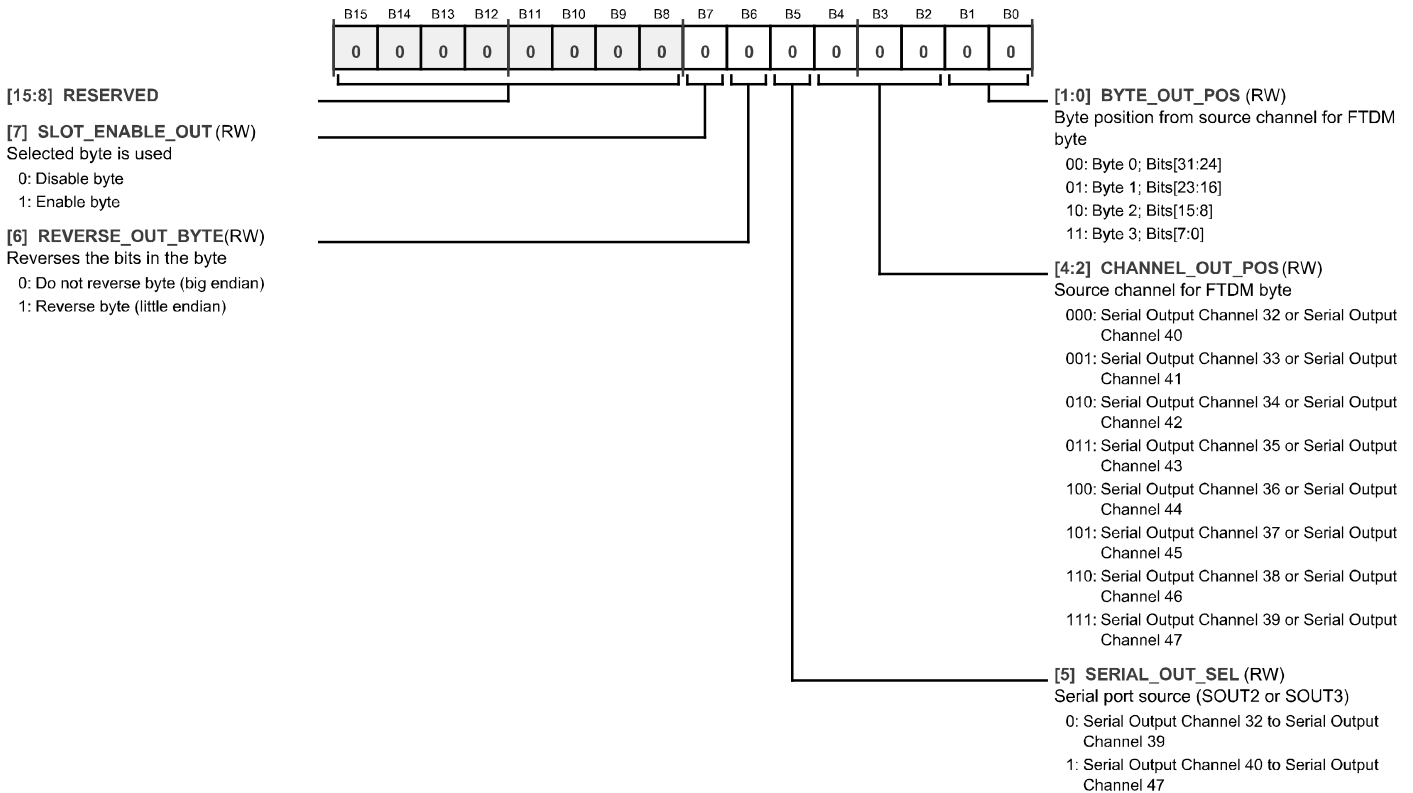 B15 B14 B13 B12 B11 B10 B9 B8 B7 B6 B5 B4 B3 B2 B1 B0
0 0 0 0 0 0 0 0 0 0 0 0 0 0 0 0
[15:8] RESERVED
[7] SLOT_ENABLE_OUT (RW)
Selected byte is used
0: Disable byte
1: Enable byte
[6] REVERSE_OUT_BYTE(RW)
Reverses the bits in the byte
0: Do not reverse byte (big endian)
1: Reverse byte (little endian)
[1:0] BYTE_OUT_POS (RW)
Byte position from source channel for FTDM
byte
00: Byte 0; Bits[31:24]
01: Byte 1; Bits[23:16]
10: Byte 2; Bits[15:8]
11: Byte 3; Bits[7:0]
[4:2] CHANNEL_OUT_POS (RW)
Source channel for FTDM byte
000: Serial Output Channel 32 or Serial Output
Channel 40
001: Serial Output Channel 33 or Serial Output
Channel 41
010: Serial Output Channel 34 or Serial Output
Channel 42
011: Serial Output Channel 35 or Serial Output
Channel 43
100: Serial Output Channel 36 or Serial Output
Channel 44
101: Serial Output Channel 37 or Serial Output
Channel 45
110: Serial Output Channel 38 or Serial Output
Channel 46
111: Serial Output Channel 39 or Serial Output
Channel 47
[5] SERIAL_OUT_SEL (RW)
Serial port source (SOUT2 or SOUT3)
0: Serial Output Channel 32 to Serial Output
Channel 39
1: Serial Output Channel 40 to Serial Output
Channel 47